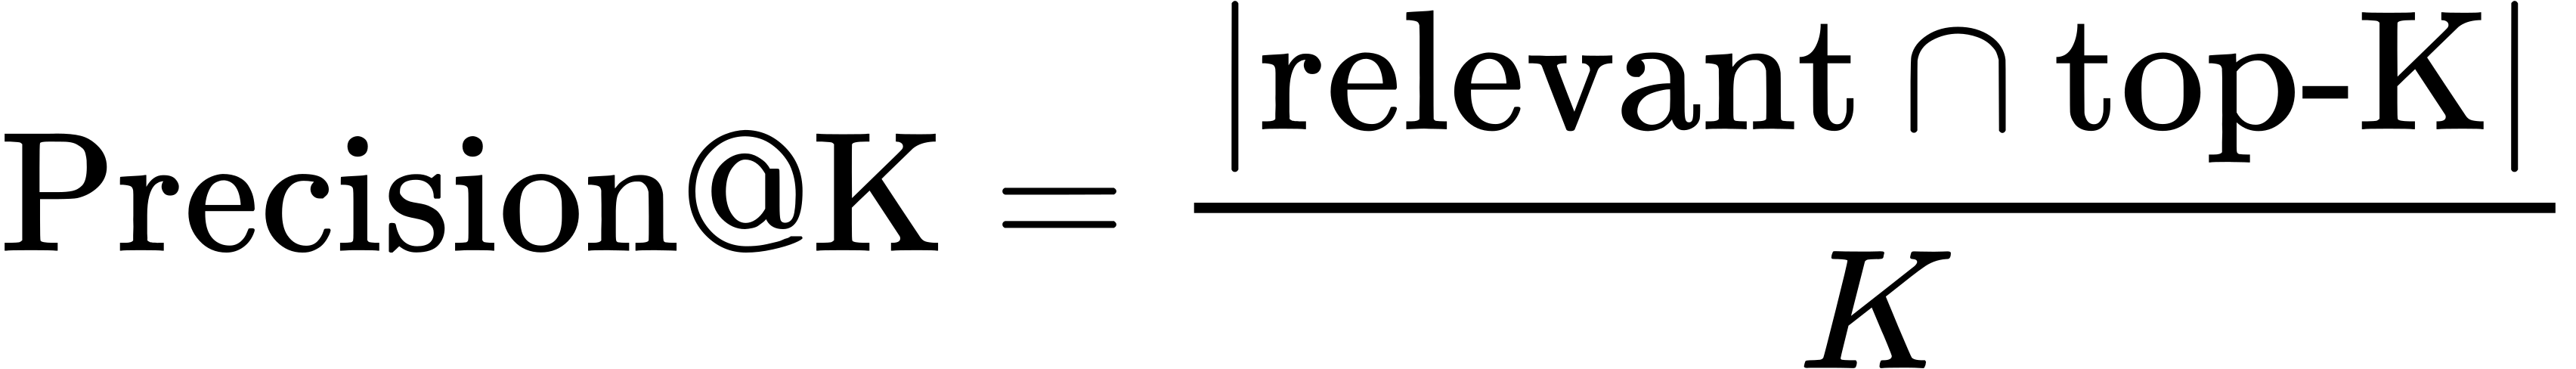 Precision@K = |relevant ∩ top-K| / K